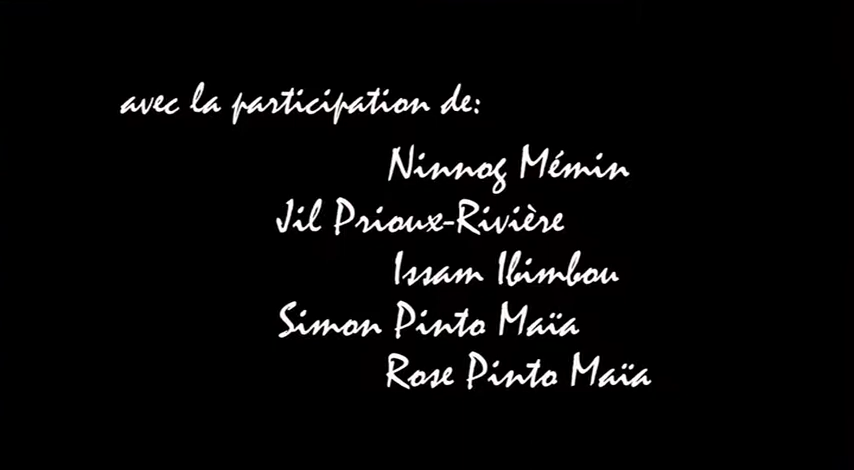 avec la participation de:
Ninnog Mémin
Jil Prioux-Rivière
Issam Ibimbou
Simon Pinto Maïa
Rose Pinto Maïa